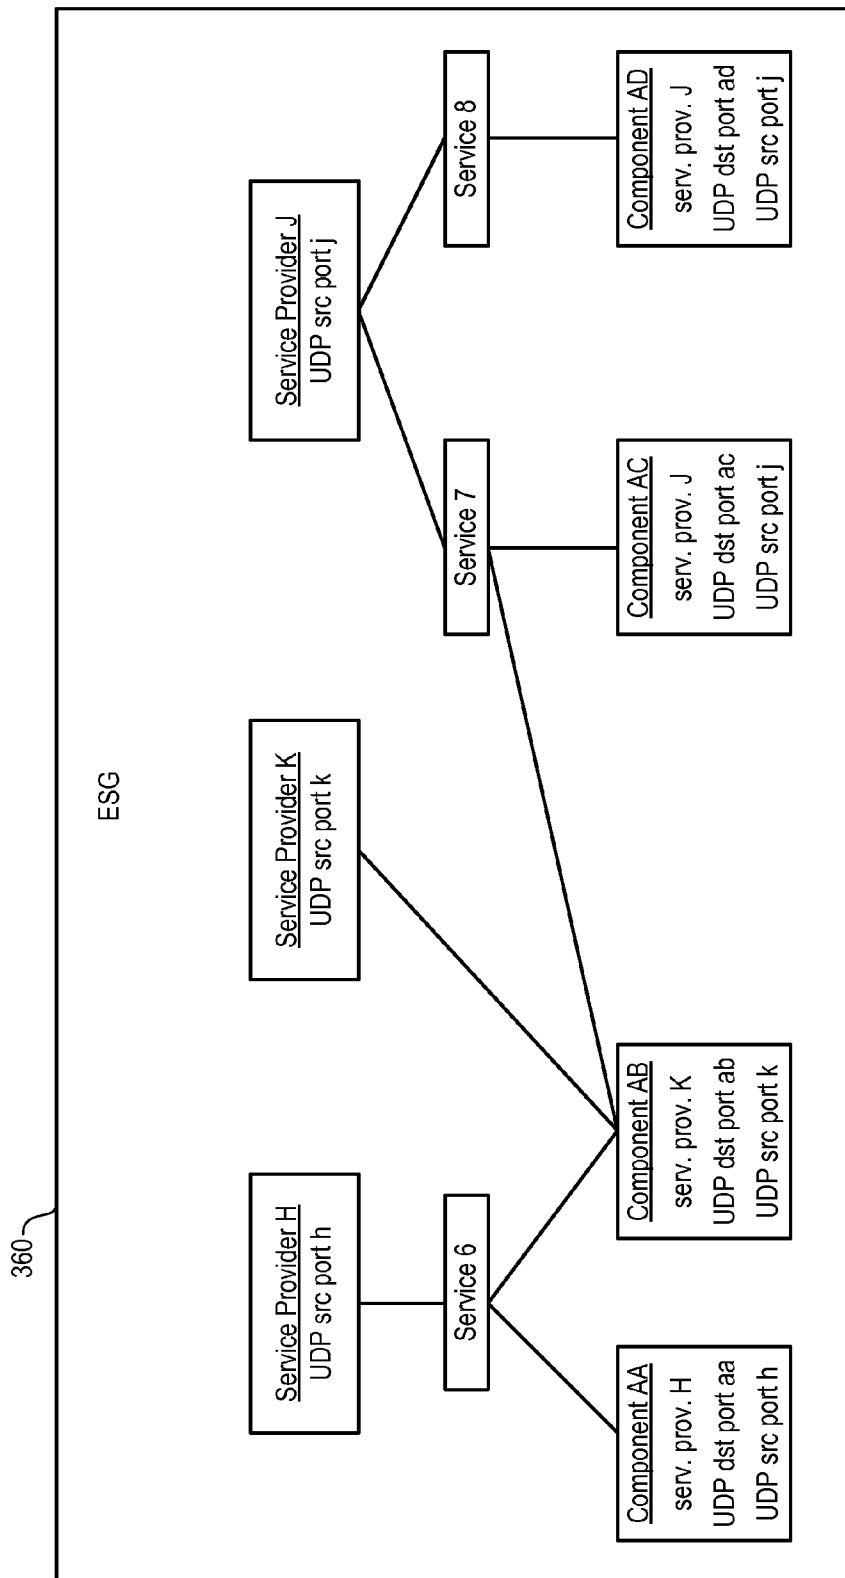 360
ESG
Service Provider H
UDP src port h
Service Provider K
UDP src port k
Service Provider J
UDP src port j
Service 6
Service 7
Service 8
Component AA
serv. prov. H
UDP dst port aa
UDP src port h
Component AB
serv. prov. K
UDP dst port ab
UDP src port k
Component AC
serv. prov. J
UDP dst port ac
UDP src port j
Component AD
serv. prov. J
UDP dst port ad
UDP src port j